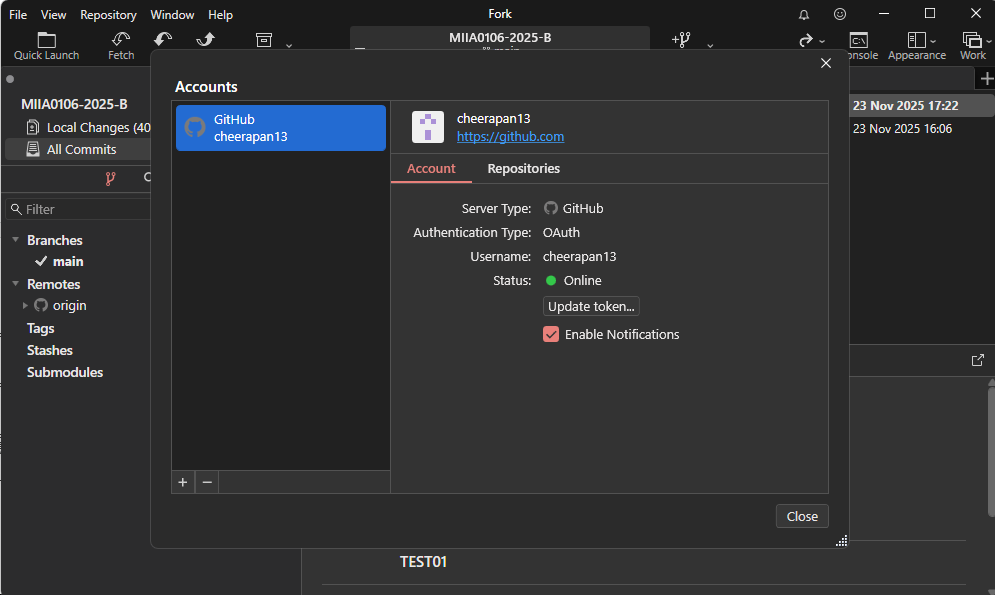 File View Repository Window Help
Fork
Quick Launch
Fetch
MIIA0106-2025-B
main
Appearance
Work
MIIA0106-2025-B
Local Changes (40
All Commits
Filter
Branches
main
Remotes
origin
Tags
Stashes
Submodules
Accounts
GitHub
cheerapan13
cheerapan13
https://github.com
Account Repositories
Server Type: GitHub
Authentication Type: OAuth
Username: cheerapan13
Status: Online
Update token...
Enable Notifications
+ −
Close
23 Nov 2025 17:22
23 Nov 2025 16:06
TEST01